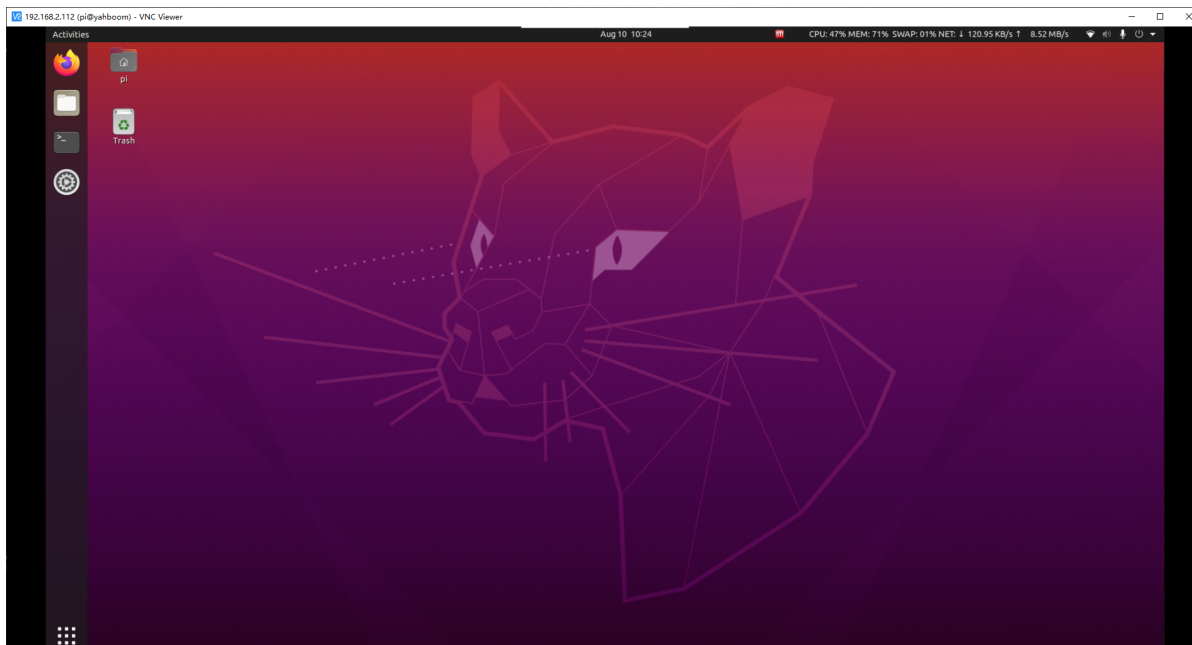 192.168.2.112 (pi@yahboom) - VNC Viewer
Activities
Aug 10 10:24
CPU: 47% MEM: 71% SWAP: 01% NET: ↓ 120.95 KB/s ↑ 8.52 MB/s
pi
Trash